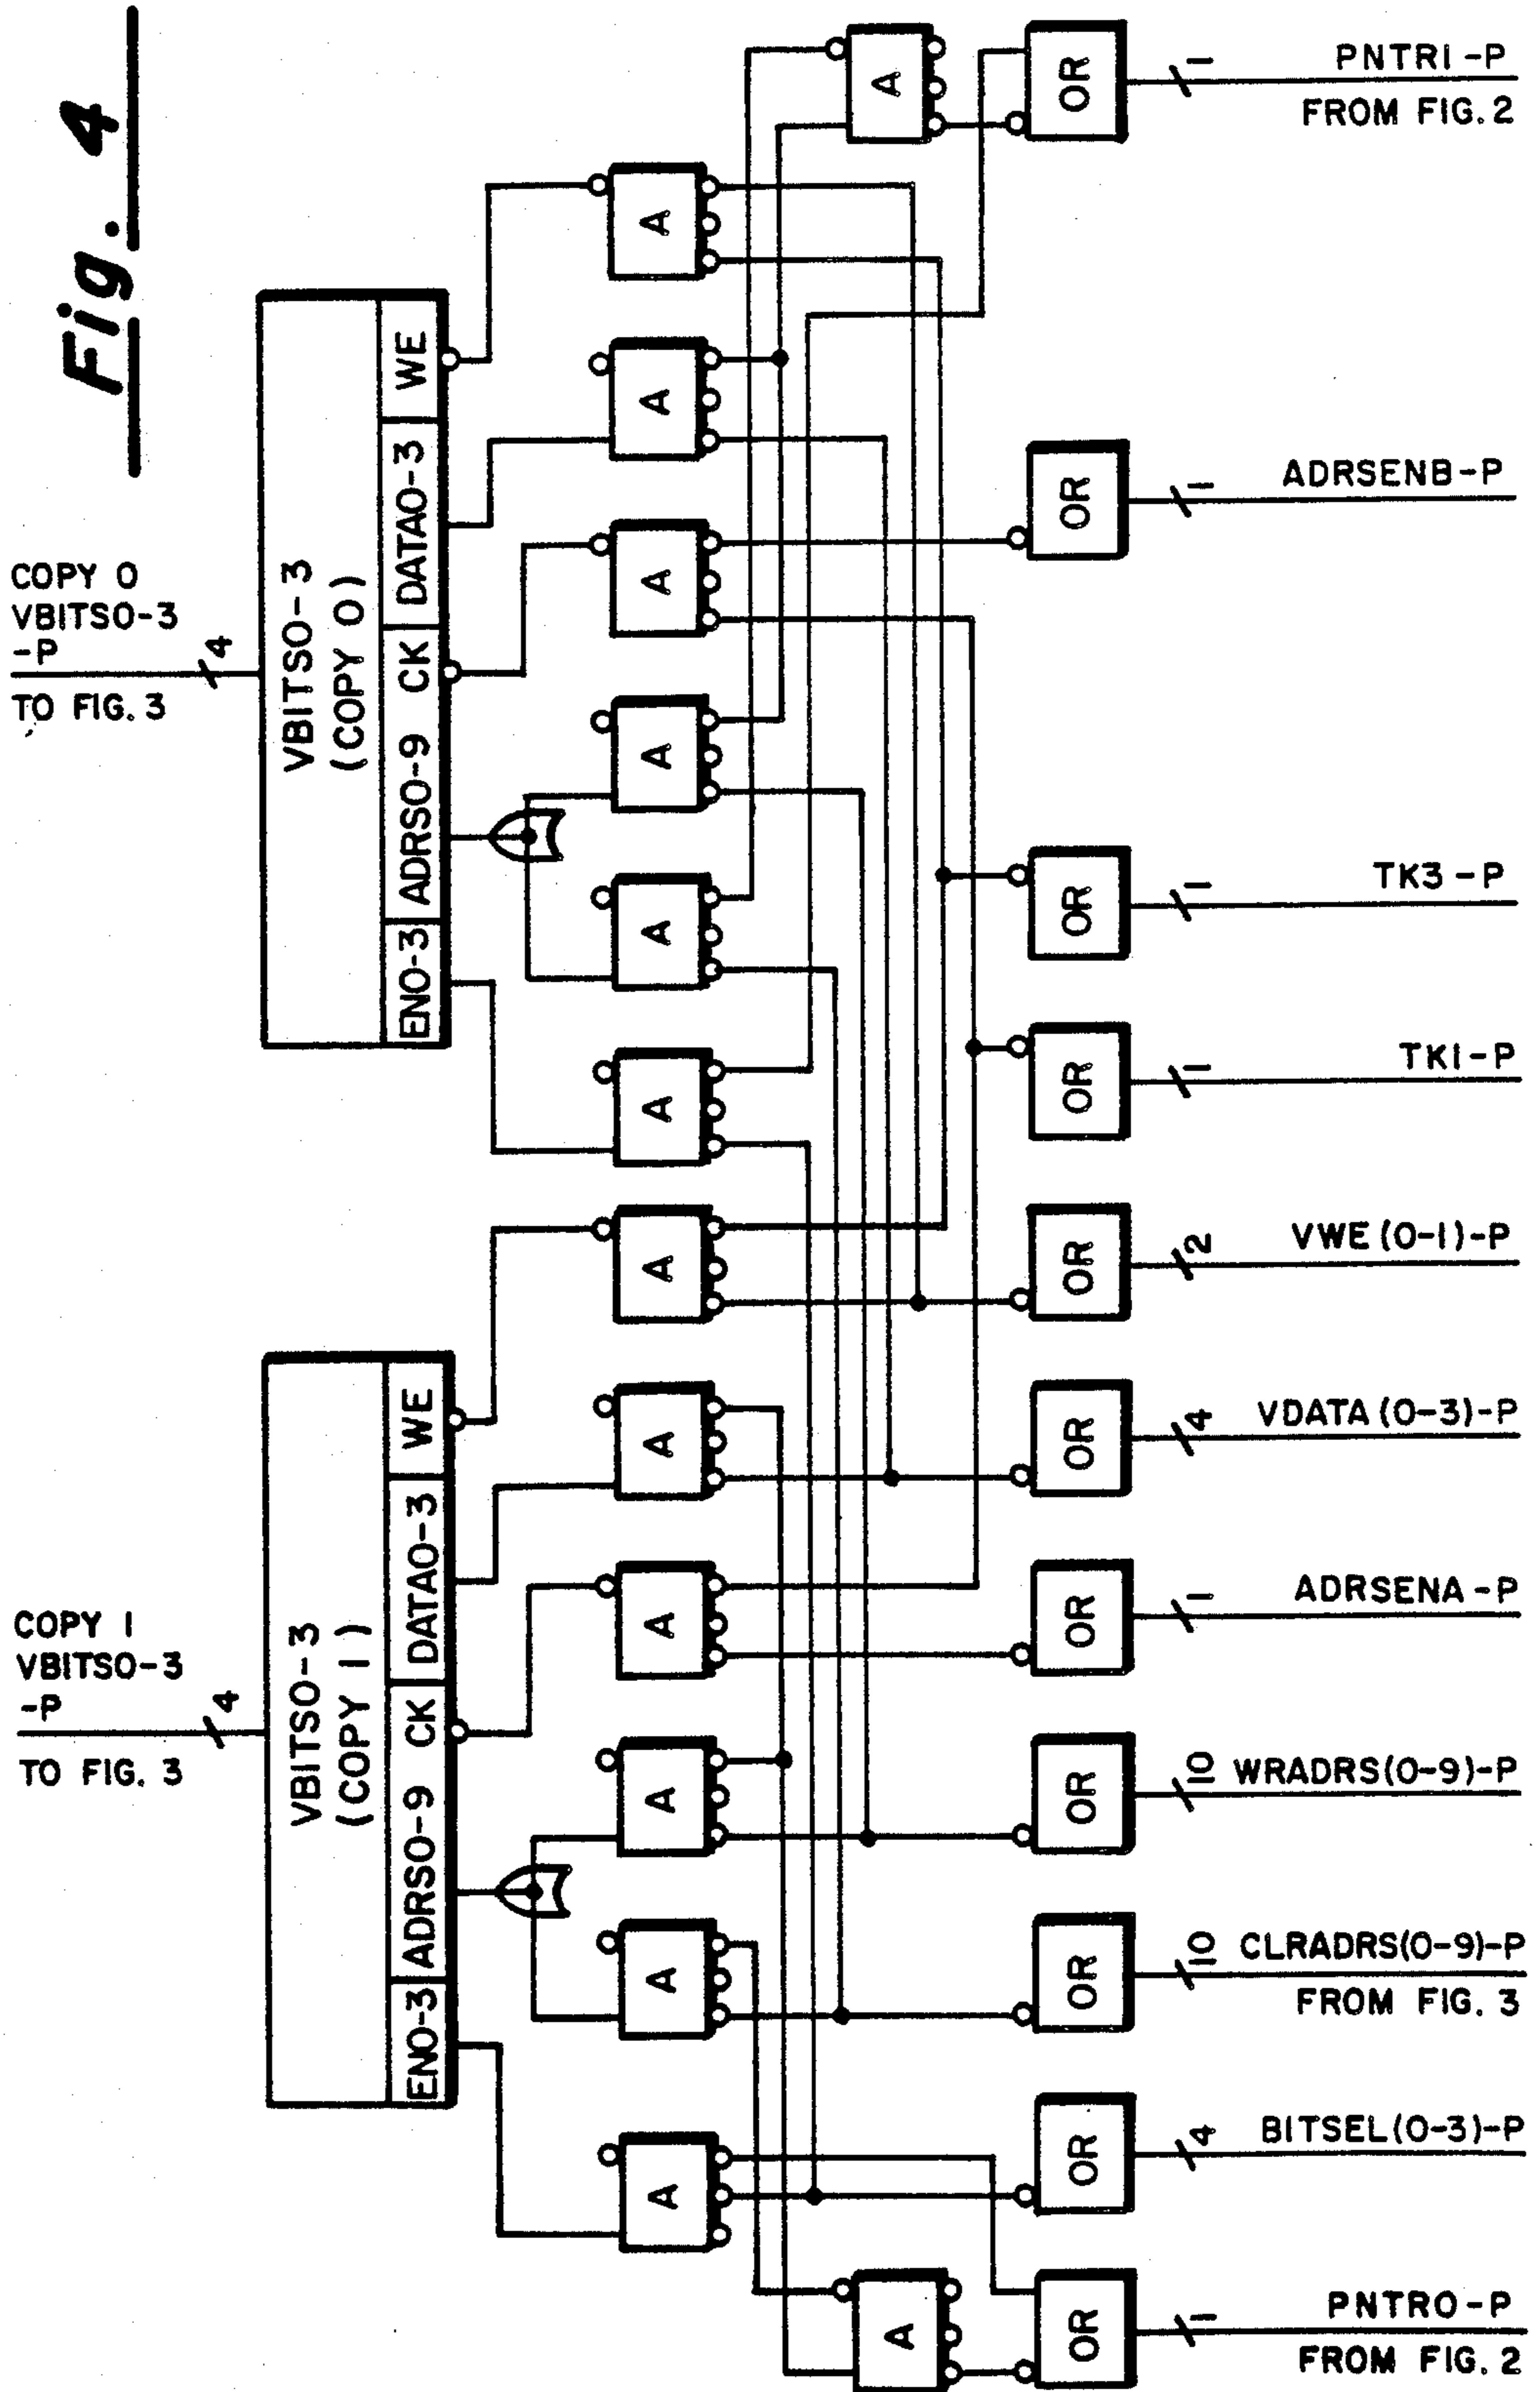 Fig. 4
COPY 0
VBITS0-3
-P
4
TO FIG. 3
VBITS0-3
(COPY 0)
EN0-3
ADRS0-9
CK
DATA0-3
WE
A
A
A
A
A
A
A
COPY 1
VBITS0-3
-P
4
TO FIG. 3
VBITS0-3
(COPY 1)
EN0-3
ADRS0-9
CK
DATA0-3
WE
A
A
A
A
A
A
A
OR
1
PNTR1-P
FROM FIG. 2
OR
1
ADRSENB-P
OR
1
TK3-P
OR
1
TK1-P
OR
2
VWE(0-1)-P
OR
4
VDATA(0-3)-P
OR
1
ADRSENA-P
OR
10
WRADRS(0-9)-P
OR
10
CLRADRS(0-9)-P
FROM FIG. 3
OR
4
BITSEL(0-3)-P
OR
1
PNTR0-P
FROM FIG. 2